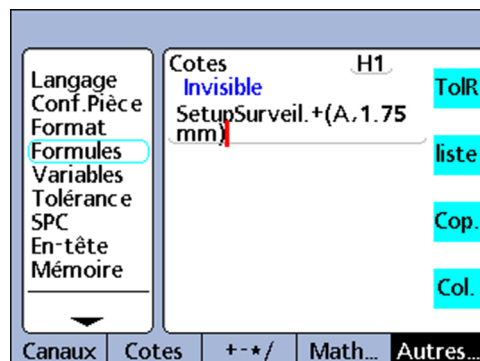 Langage
Conf.Pièce
Format
Formules
Variables
Tolérance
SPC
En-tête
Mémoire
Cotes H1
Invisible
SetupSurveil.+(A,1.75
mm)
TolR
liste
Cop.
Col.
Canaux Cotes +-*/ Math... Autres...